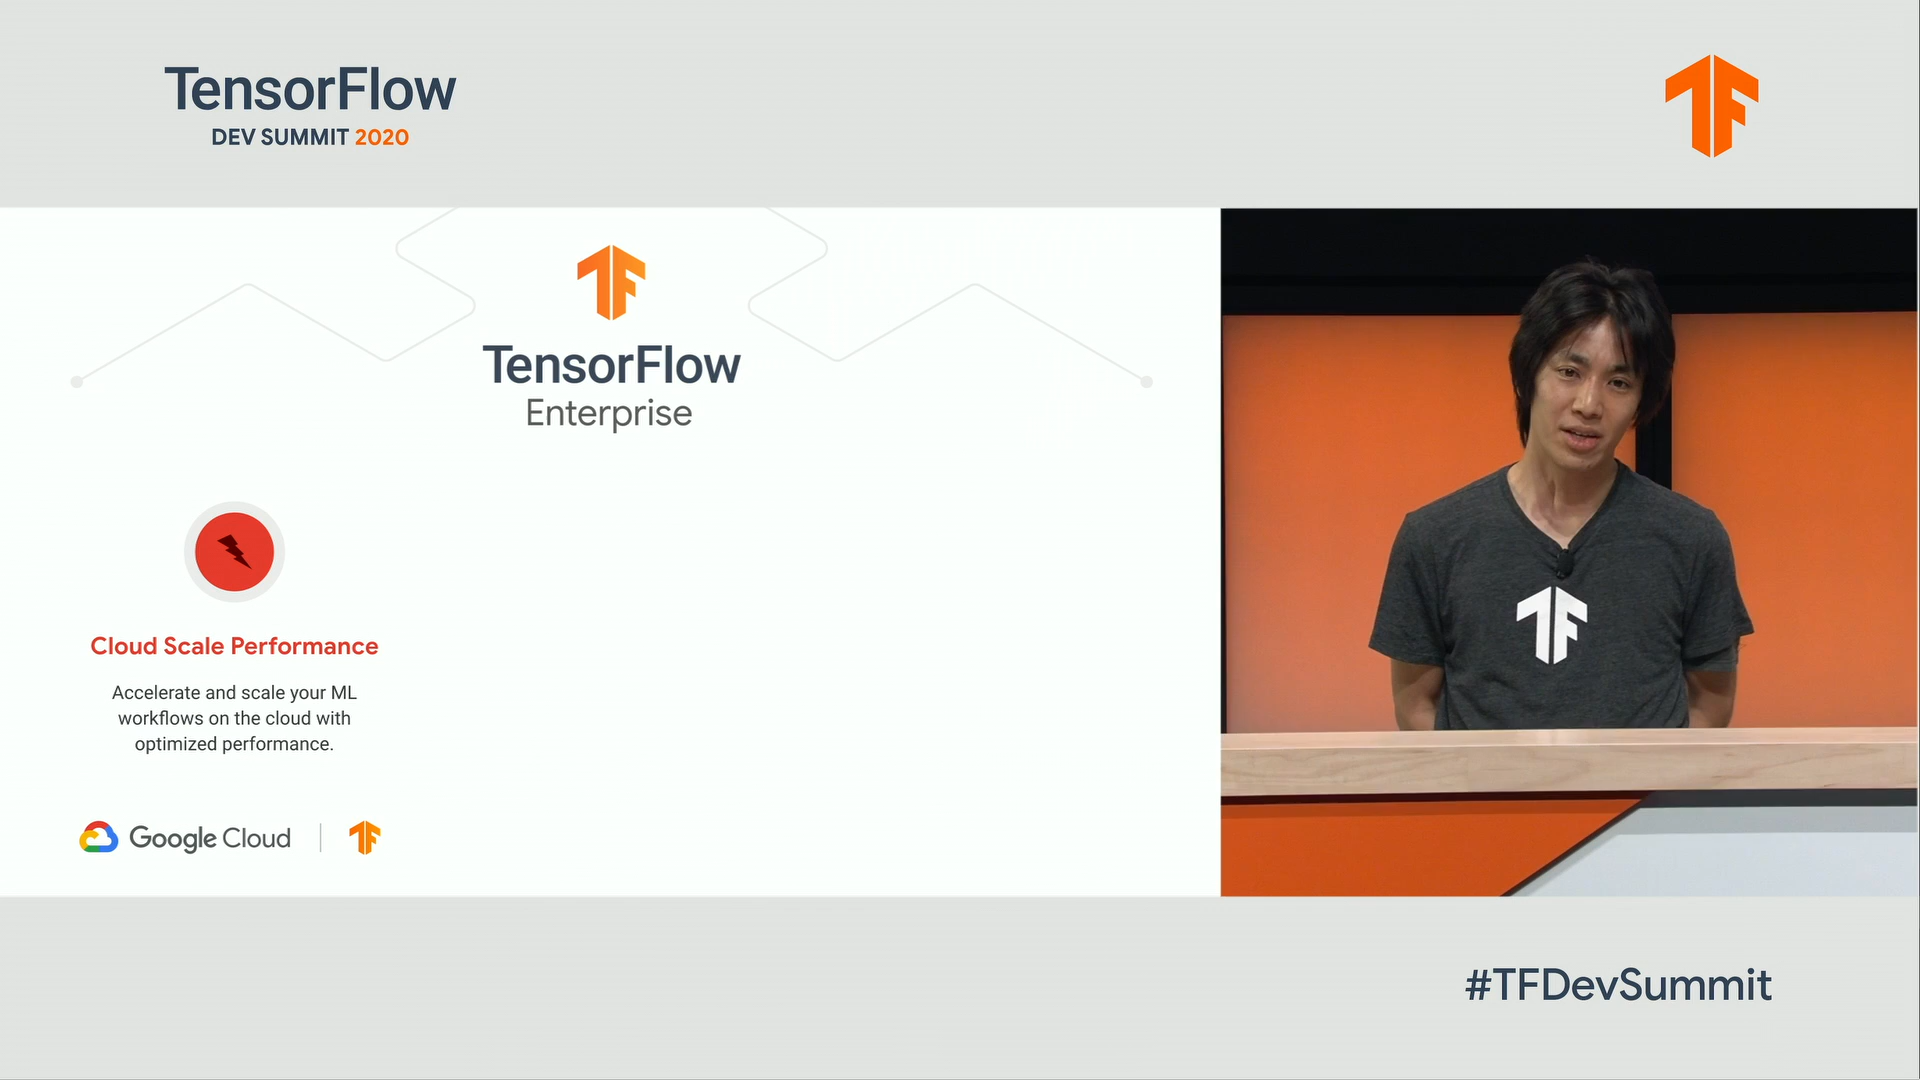 TensorFlow
DEV SUMMIT 2020
TensorFlow
Enterprise
Cloud Scale Performance
Accelerate and scale your ML
workflows on the cloud with
optimized performance.
Google Cloud
#TFDevSummit